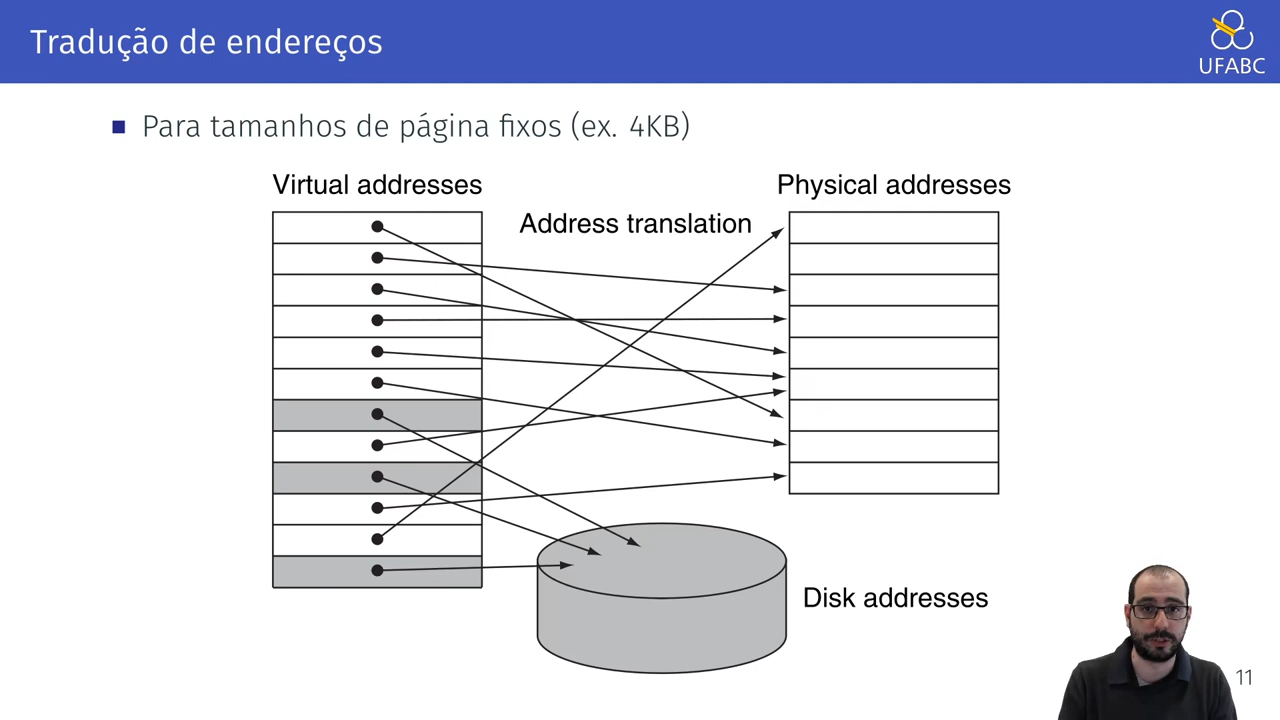 Tradução de endereços
UFABC
■ Para tamanhos de página fixos (ex. 4KB)
Virtual addresses
Physical addresses
Address translation
Disk addresses
11